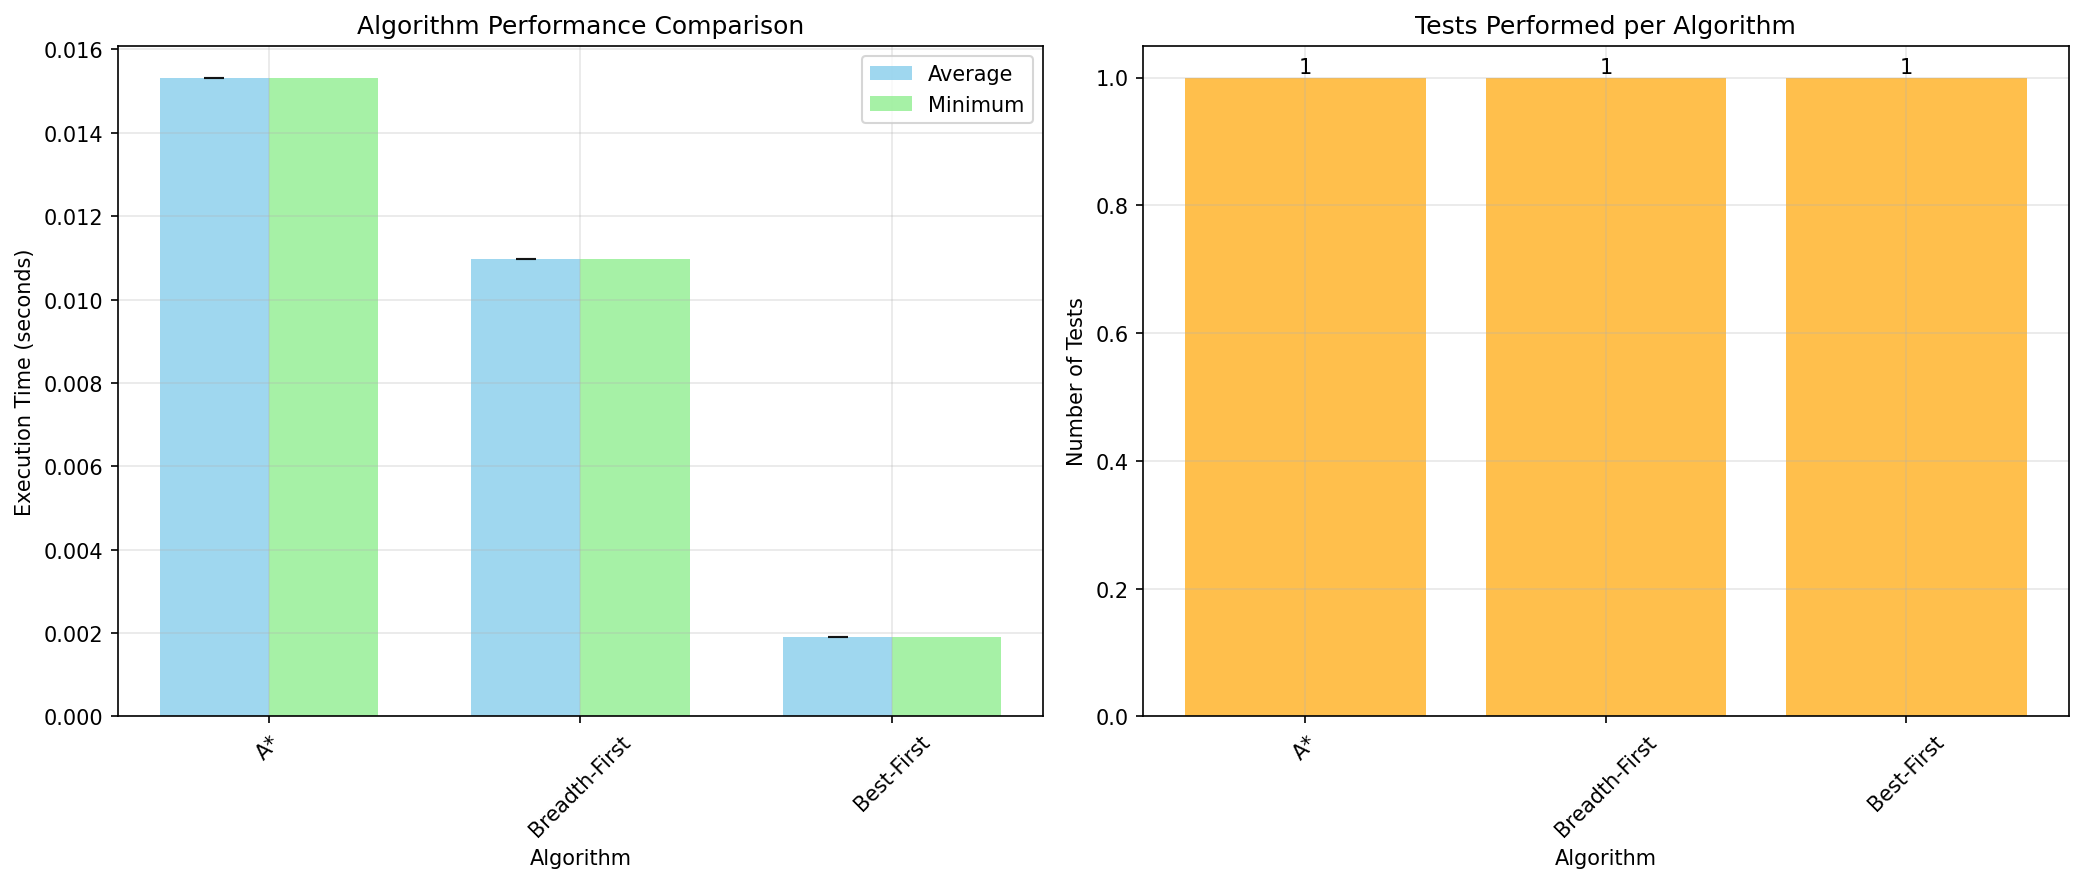 Algorithm Performance Comparison
Execution Time (seconds)
0.016
0.014
0.012
0.010
0.008
0.006
0.004
0.002
0.000
Average
Minimum
A*
Breadth-First
Best-First
Algorithm
Tests Performed per Algorithm
Number of Tests
1.0
0.8
0.6
0.4
0.2
0.0
1
1
1
A*
Breadth-First
Best-First
Algorithm